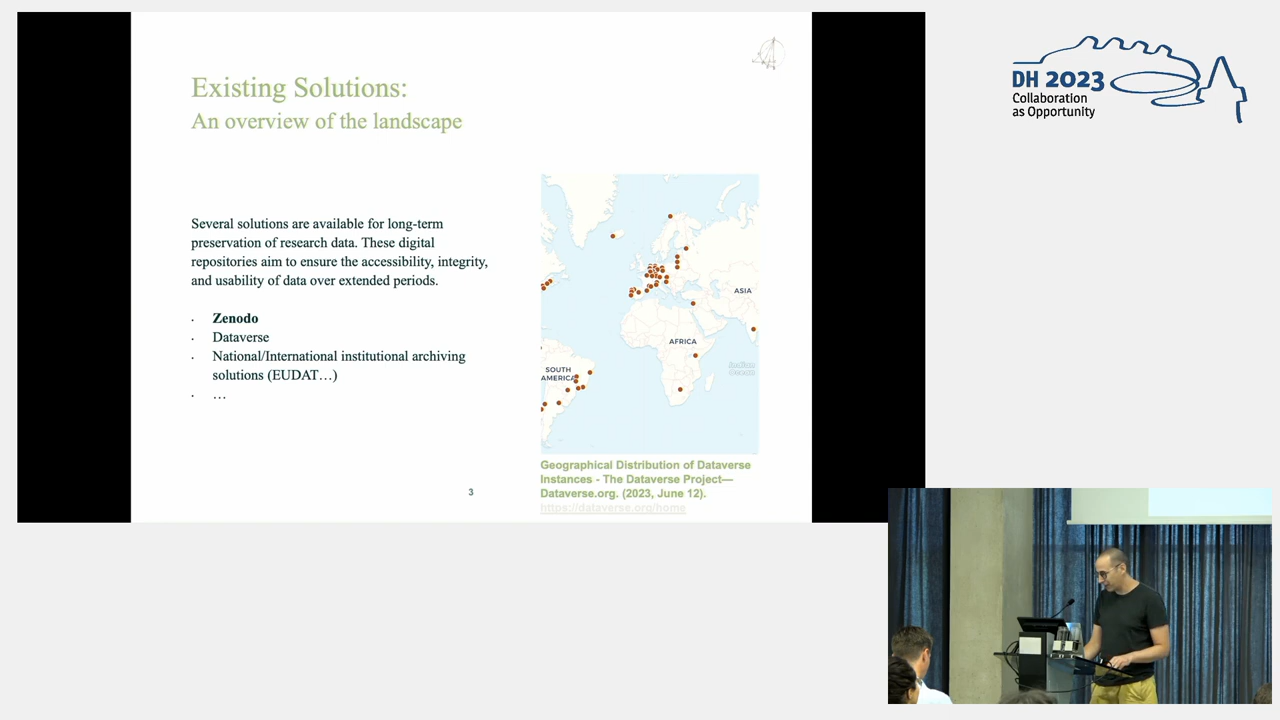 Existing Solutions:
An overview of the landscape
Several solutions are available for long-term
preservation of research data. These digital
repositories aim to ensure the accessibility, integrity,
and usability of data over extended periods.
· Zenodo
· Dataverse
· National/International institutional archiving
solutions (EUDAT…)
· …
ASIA
AFRICA
Indian
Ocean
SOUTH
AMERICA
Geographical Distribution of Dataverse
Instances - The Dataverse Project—
Dataverse.org. (2023, June 12).
https://dataverse.org/home
3
DH 2023
Collaboration
as Opportunity